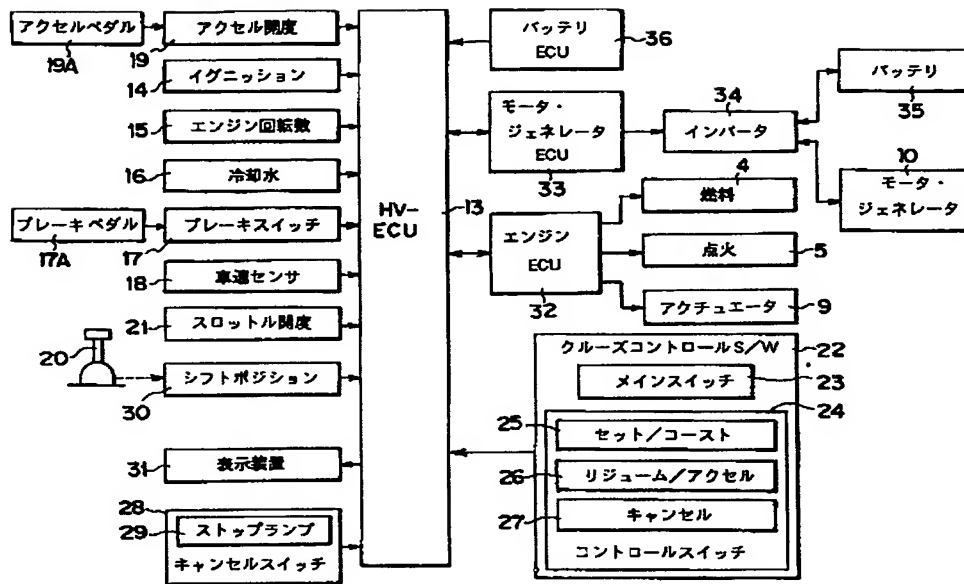 アクセルペダル
19A
アクセル開度
19
イグニッション
14
エンジン回転数
15
冷却水
16
ブレーキペダル
17A
ブレーキスイッチ
17
車速センサ
18
スロットル開度
21
20
シフトポジション
30
表示装置
31
28
29
ストップランプ
キャンセルスイッチ
HV-
ECU
13
バッテリ
ECU
36
モータ・
ジェネレータ
ECU
33
34
インバータ
バッテリ
35
10
モータ・
ジェネレータ
エンジン
ECU
32
4
燃料
点火
5
アクチュエータ
9
クルーズコントロールS/W
22
メインスイッチ
23
24
25
セット/コースト
26
リジューム/アクセル
27
キャンセル
コントロールスイッチ